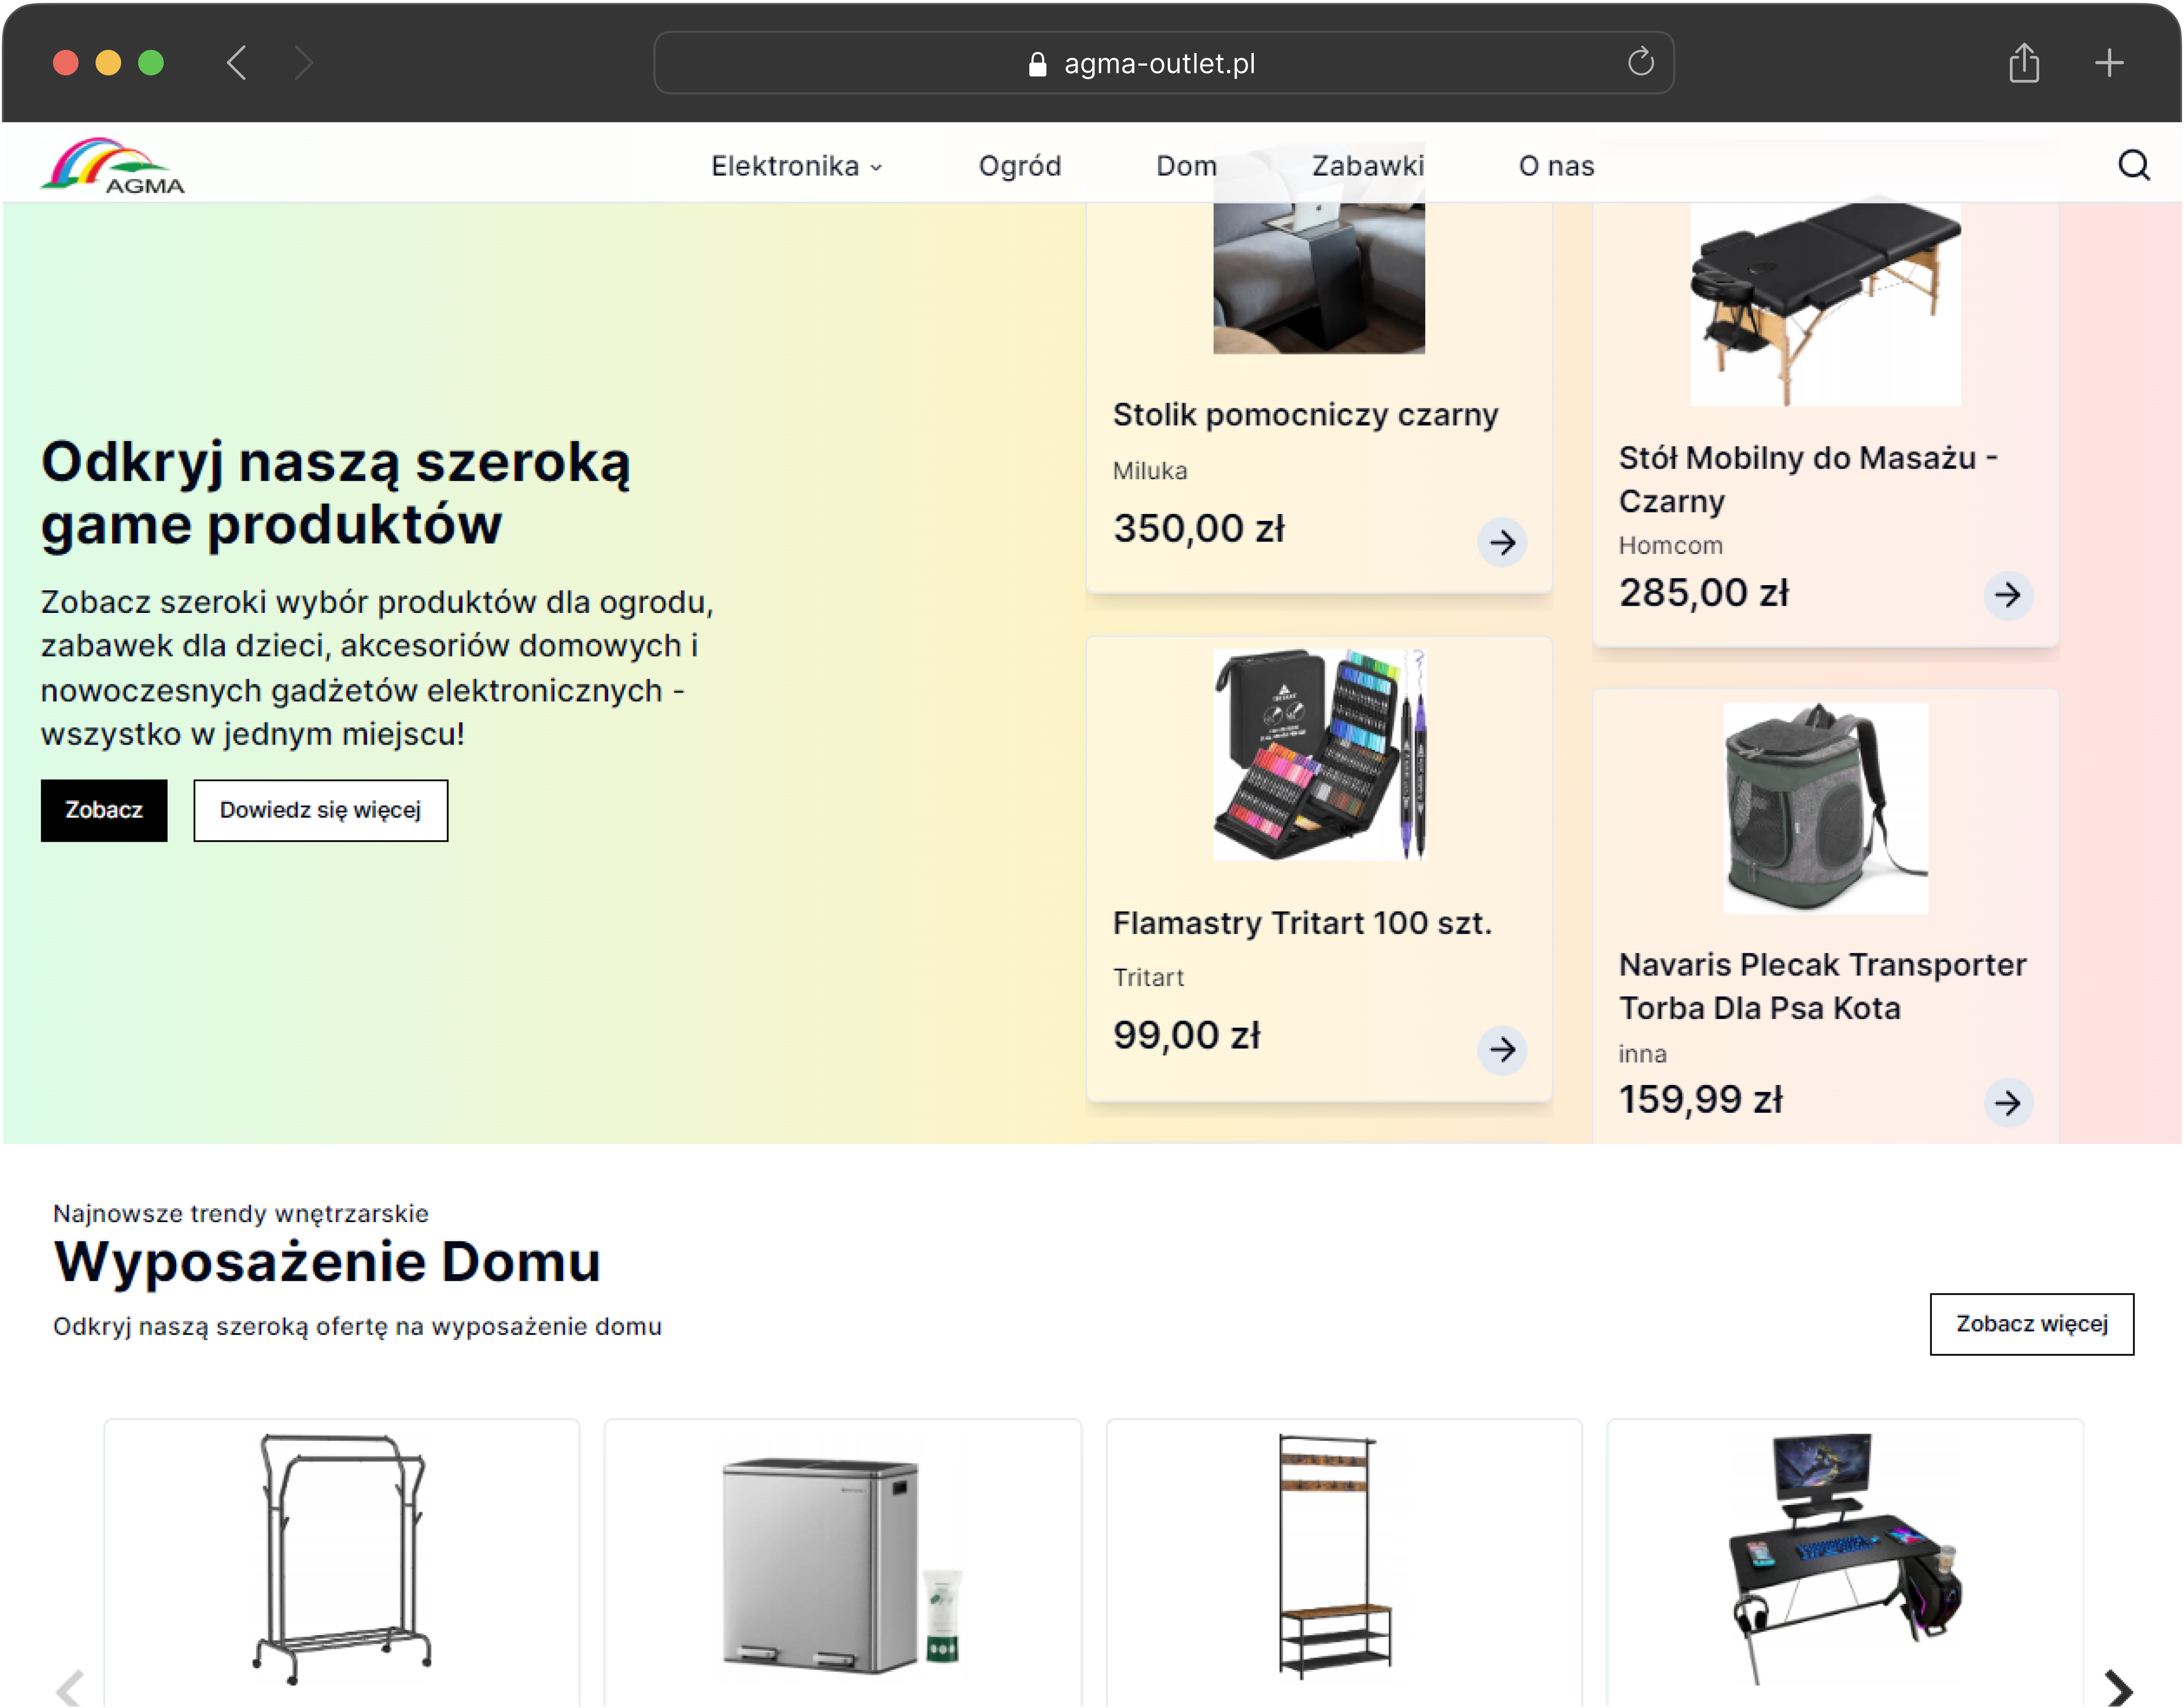 agma-outlet.pl
AGMA
Elektronika
Ogród
Dom
Zabawki
O nas
Odkryj naszą szeroką
game produktów
Zobacz szeroki wybór produktów dla ogrodu,
zabawek dla dzieci, akcesoriów domowych i
nowoczesnych gadżetów elektronicznych -
wszystko w jednym miejscu!
Zobacz
Dowiedz się więcej
Stolik pomocniczy czarny
Miluka
350,00 zł
Flamastry Tritart 100 szt.
Tritart
99,00 zł
Stół Mobilny do Masażu -
Czarny
Homcom
285,00 zł
Navaris Plecak Transporter
Torba Dla Psa Kota
inna
159,99 zł
Najnowsze trendy wnętrzarskie
Wyposażenie Domu
Odkryj naszą szeroką ofertę na wyposażenie domu
Zobacz więcej